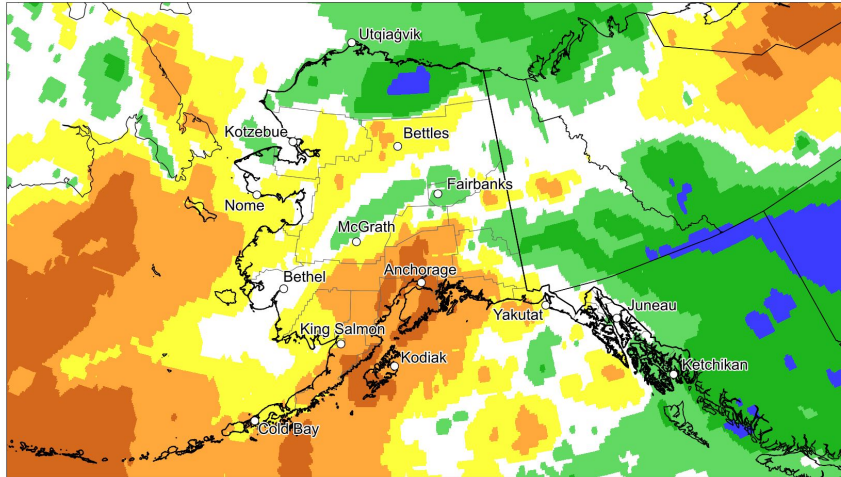 Utqiaġvik
Kotzebue
Bettles
Fairbanks
Nome
McGrath
Bethel
Anchorage
Yakutat
Juneau
King Salmon
Kodiak
Ketchikan
Cold Bay